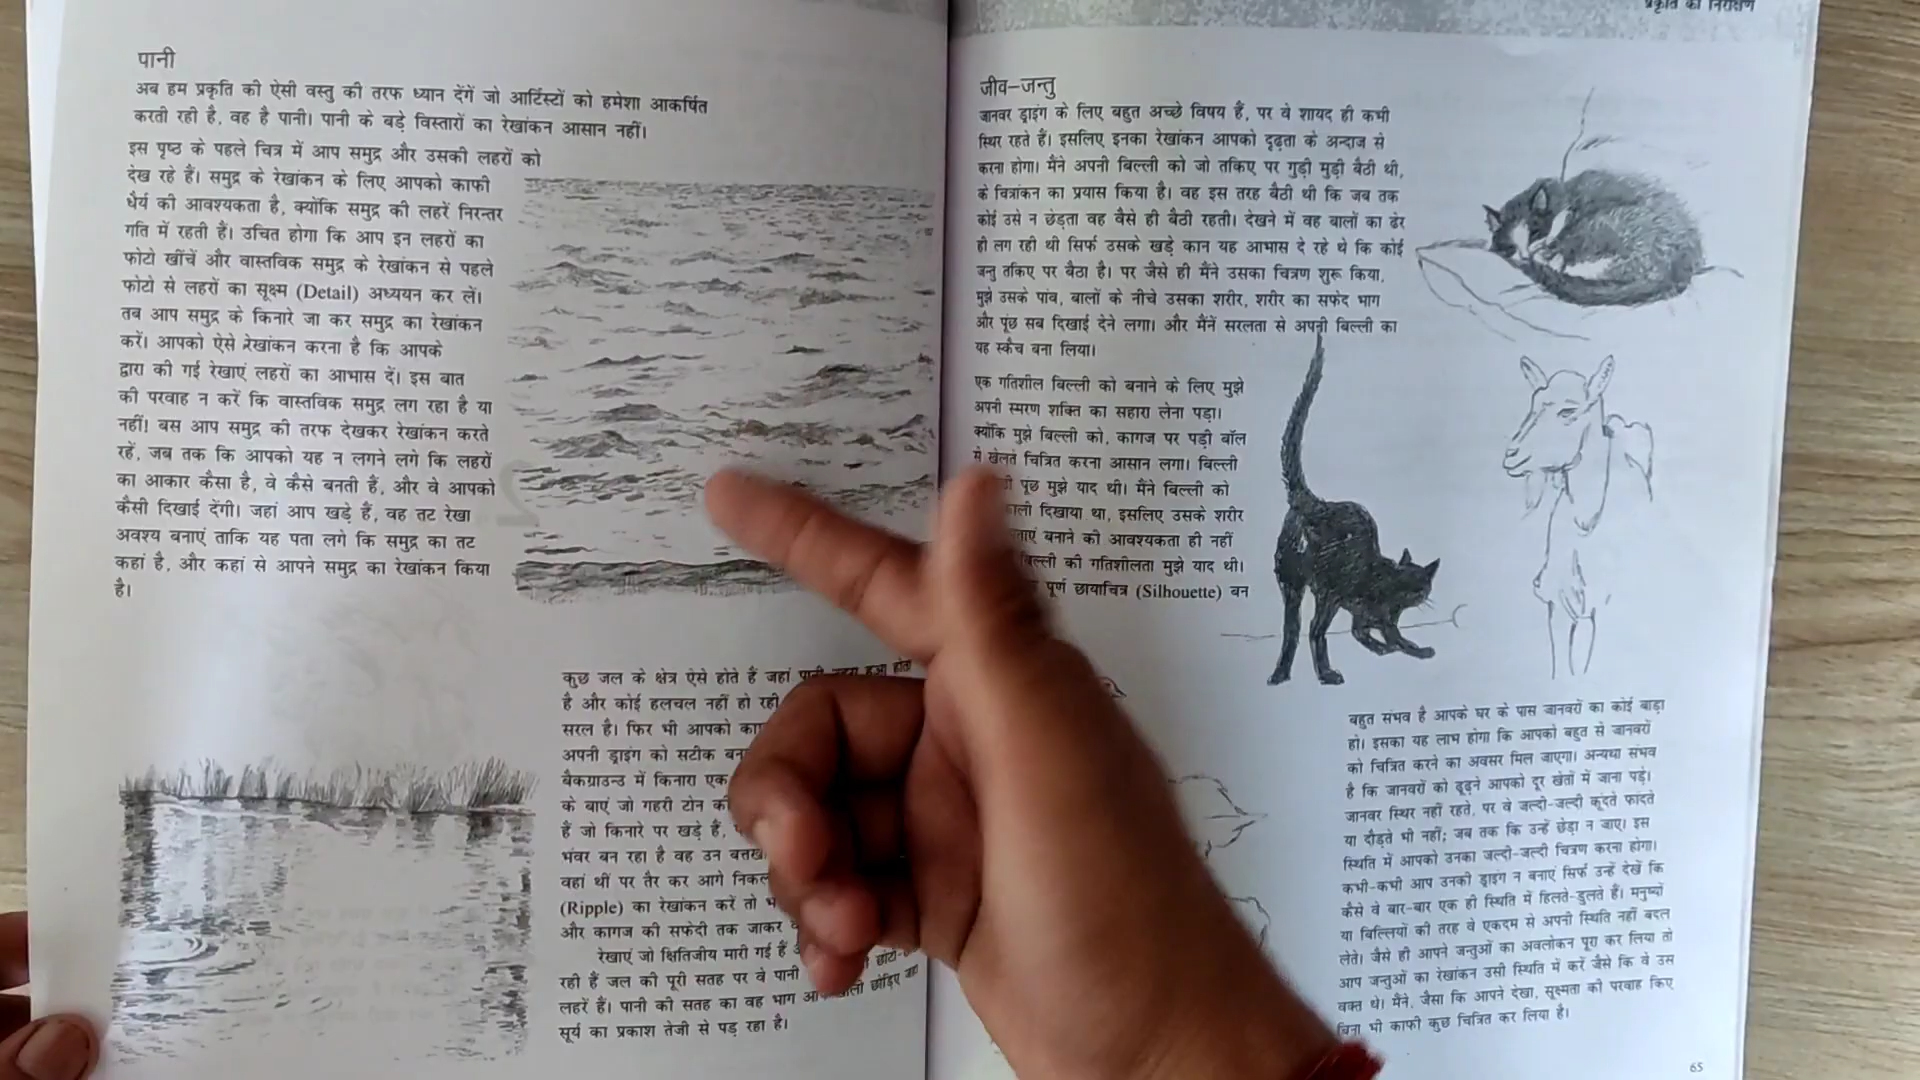 पानी
अब हम प्रकृति की ऐसी वस्तु की तरफ ध्यान देंगें जो आर्टिस्टों को हमेशा आकर्षित
करती रही है, वह है पानी। पानी के बड़े विस्तारों का रेखांकन आसान नहीं।
इस पृष्ठ के पहले चित्र में आप समुद्र और उसकी लहरों को
देख रहे हैं। समुद्र के रेखांकन के लिए आपको काफी
धैर्य की आवश्यकता है, क्योंकि समुद्र की लहरें निरन्तर
गति में रहती हैं। उचित होगा कि आप इन लहरों का
फोटो खींचें और वास्तविक समुद्र के रेखांकन से पहले
फोटो से लहरों का सूक्ष्म (Detail) अध्ययन कर लें।
तब आप समुद्र के किनारे जा कर समुद्र का रेखांकन
करें। आपको ऐसे रेखांकन करना है कि आपके
द्वारा की गई रेखाएं लहरों का आभास दें। इस बात
की परवाह न करें कि वास्तविक समुद्र लग रहा है या
नहीं! बस आप समुद्र की तरफ देखकर रेखांकन करते
रहें, जब तक कि आपको यह न लगने लगे कि लहरों
का आकार कैसा है, वे कैसे बनती हैं, और वे आपको
कैसी दिखाई देंगी। जहां आप खड़े हैं, वह तट रेखा
अवश्य बनाएं ताकि यह पता लगे कि समुद्र का तट
कहां है, और कहां से आपने समुद्र का रेखांकन किया
है।
कुछ जल के क्षेत्र ऐसे होते हैं जहां पानी ठहरा हुआ होता
है और कोई हलचल नहीं हो रही
सरल है। फिर भी आपको
अपनी ड्राइंग को सटीक
बैकग्राउन्ड में किनारा एक
के बाएं जो गहरी टोन
हैं जो किनारे पर खड़े हैं,
भंवर बन रहा है वह उन
वहां थीं पर तैर कर आगे
(Ripple) का रेखांकन करें तो
और कागज की सफेदी तक जाकर
रेखाएं जो क्षितिजीय मारी गई हैं
रही हैं जल की पूरी सतह पर वे पानी
लहरें हैं। पानी की सतह का वह भाग खाली छोड़िए जहां
सूर्य का प्रकाश तेजी से पड़ रहा है।
प्रकृति का निरीक्षण
जीव–जन्तु
जानवर ड्राइंग के लिए बहुत अच्छे विषय हैं, पर वे शायद ही कभी
स्थिर रहते हैं। इसलिए इनका रेखांकन आपको दृढ़ता के अन्दाज से
करना होगा। मैंने अपनी बिल्ली को जो तकिए पर गुड़ी मुड़ी बैठी थी,
के चित्रांकन का प्रयास किया है। वह इस तरह बैठी थी कि जब तक
कोई उसे न छेड़ता वह वैसे ही बैठी रहती। देखने में वह बालों का ढेर
ही लग रही थी सिर्फ उसके खड़े कान यह आभास दे रहे थे कि कोई
जन्तु तकिए पर बैठा है। पर जैसे ही मैंने उसका चित्रण शुरू किया,
मुझे उसके पांव, बालों के नीचे उसका शरीर, शरीर का सफेद भाग
और पूंछ सब दिखाई देने लगा। और मैंनें सरलता से अपनी बिल्ली का
यह स्कैच बना लिया।
एक गतिशील बिल्ली को बनाने के लिए मुझे
अपनी स्मरण शक्ति का सहारा लेना पड़ा।
क्योंकि मुझे बिल्ली को, कागज पर पड़ी बॉल
से खेलते चित्रित करना आसान लगा। बिल्ली
पूंछ मुझे याद थी। मैंने बिल्ली को
दिखाया था, इसलिए उसके शरीर
बनाने की आवश्यकता ही नहीं
बिल्ली की गतिशीलता मुझे याद थी।
पूर्ण छायाचित्र (Silhouette) बन
बहुत संभव है आपके घर के पास जानवरों का कोई बाड़ा
हो। इसका यह लाभ होगा कि आपको बहुत से जानवरों
को चित्रित करने का अवसर मिल जाएगा। अन्यथा संभव
है कि जानवरों को ढूढ़ने आपको दूर खेतों में जाना पड़े।
जानवर स्थिर नहीं रहते, पर वे जल्दी-जल्दी कूंदते फांदते
या दौड़ते भी नहीं; जब तक कि उन्हें छेड़ा न जाए। इस
स्थिति में आपको उनका जल्दी-जल्दी चित्रण करना होगा।
कभी-कभी आप उनकी ड्राइंग न बनाएं सिर्फ उन्हें देखें कि
कैसे वे बार-बार एक ही स्थिति में हिलते-डुलते हैं। मनुष्यों
या बिल्लियों की तरह वे एकदम से अपनी स्थिति नहीं बदल
लेते। जैसे ही आपने जन्तुओं का अवलोकन पूरा कर लिया तो
आप जन्तुओं का रेखांकन उसी स्थिति में करें जैसे कि वे उस
वक्त थे। मैंने, जैसा कि आपने देखा, सूक्ष्मता की परवाह किए
बिना भी काफी कुछ चित्रित कर लिया है।
65